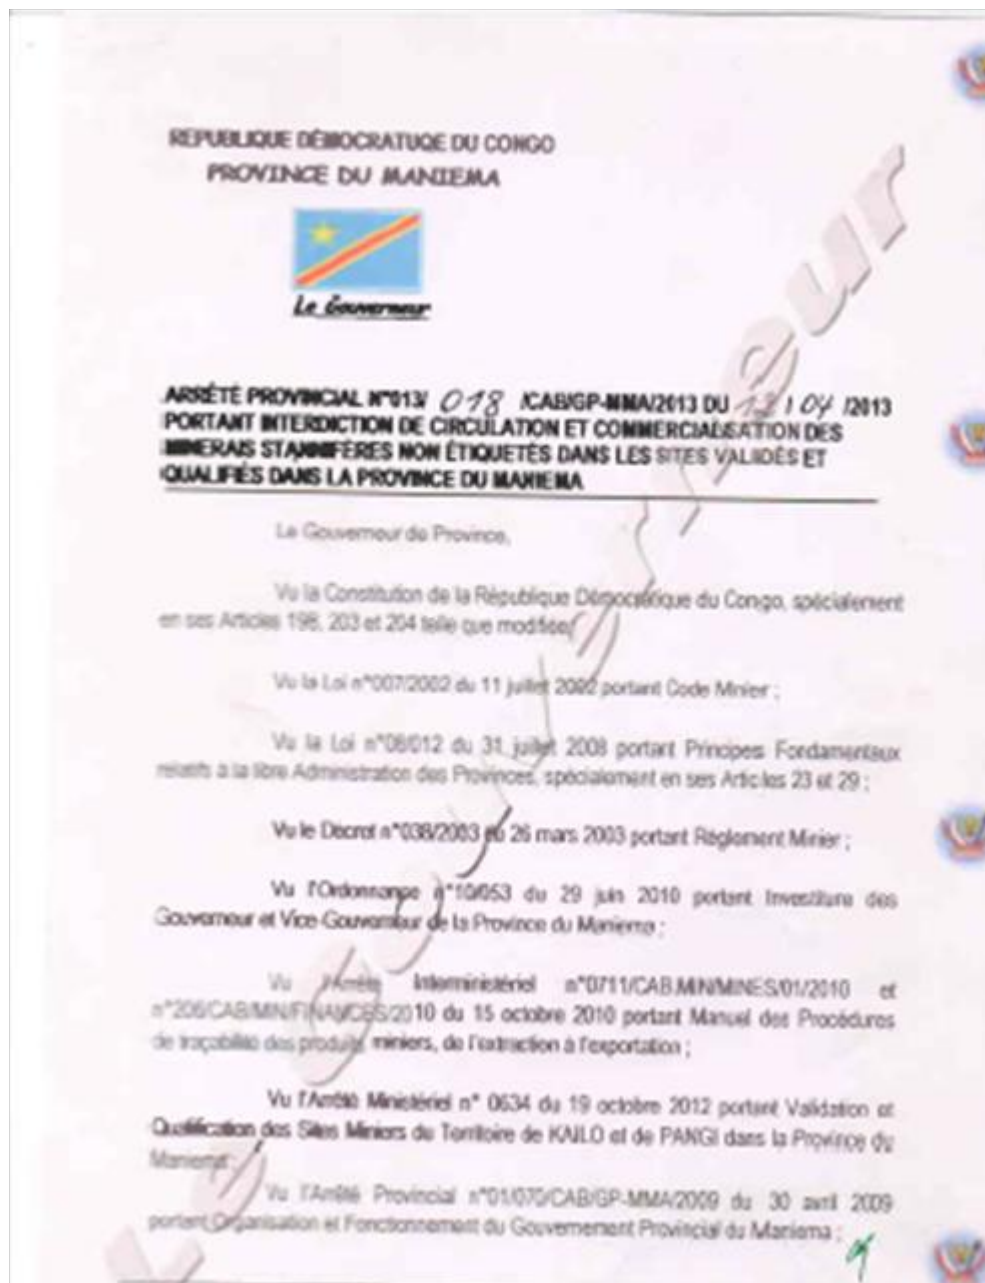 REPUBLIQUE DÉMOCRATUQE DU CONGO
PROVINCE DU MANIEMA
Le Gouverneur
ARRÊTÉ PROVINCIAL N°013/ 018 /CAB/GP-MMA/2013 DU 13 / 04 /2013
PORTANT INTERDICTION DE CIRCULATION ET COMMERCIALISATION DES
MINERAIS STANNIFÈRES NON ÉTIQUETÉS DANS LES SITES VALIDÉS ET
QUALIFIÉS DANS LA PROVINCE DU MANIEMA
Le Gouverneur de Province,
Vu la Constitution de la République Démocratique du Congo, spécialement
en ses Articles 198, 203 et 204 telle que modifiée;
Vu la Loi n°007/2002 du 11 juillet 2002 portant Code Minier ;
Vu la Loi n°08/012 du 31 juillet 2008 portant Principes Fondamentaux
relatifs à la libre Administration des Provinces, spécialement en ses Articles 23 et 29 ;
Vu le Décret n°038/2003 du 26 mars 2003 portant Règlement Minier ;
Vu l'Ordonnance n°10/053 du 29 juin 2010 portant Investiture des
Gouverneur et Vice-Gouverneur de la Province du Maniema ;
Vu l'Arrêté Interministériel n°0711/CAB.MIN/MINES/01/2010 et
n°206/CAB/MIN/FINANCES/2010 du 15 octobre 2010 portant Manuel des Procédures
de traçabilité des produits miniers, de l'extraction à l'exportation ;
Vu l'Arrêté Ministériel n° 0634 du 19 octobre 2012 portant Validation et
Qualification des Sites Miniers du Territoire de KAILO et de PANGI dans la Province du
Maniema ;
Vu l'Arrêté Provincial n°01/070/CAB/GP-MMA/2009 du 30 avril 2009
portant Organisation et Fonctionnement du Gouvernement Provincial du Maniema ;
Le Gouverneur